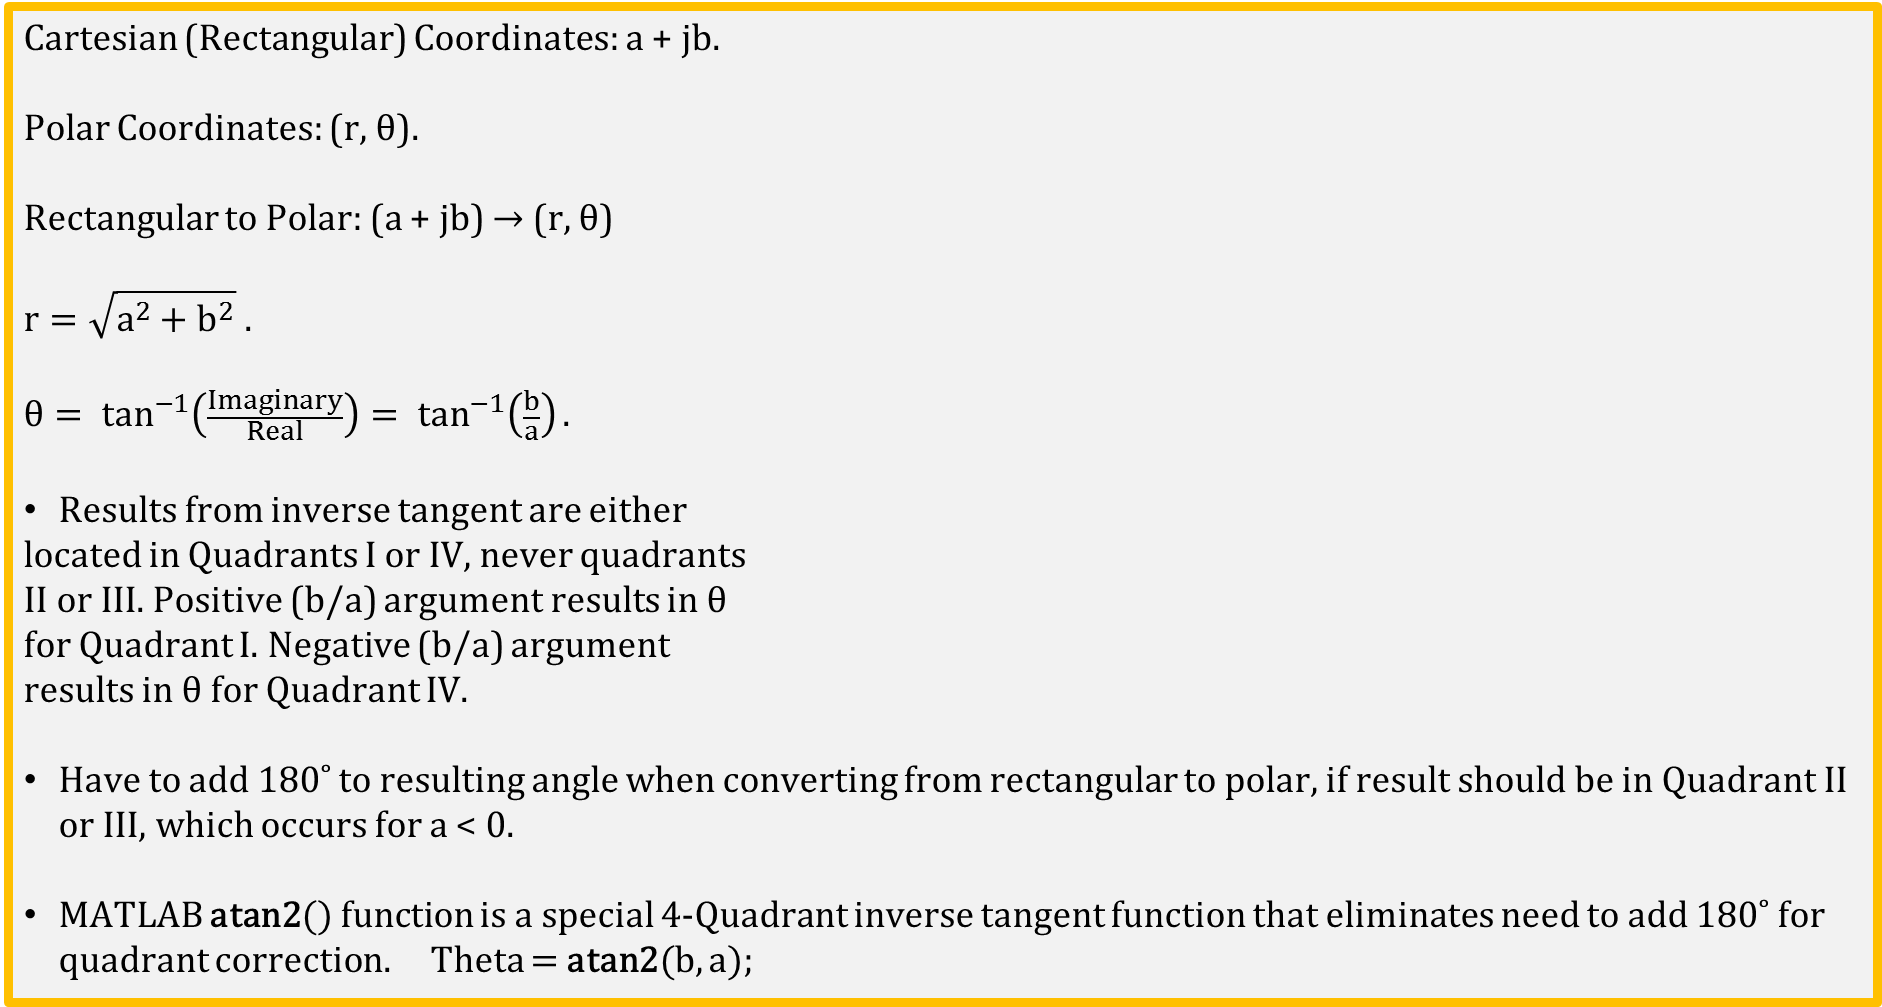 Cartesian (Rectangular) Coordinates: a + jb.
Polar Coordinates: (r, θ).
Rectangular to Polar: (a + jb) → (r, θ)
r = √(a² + b²) .
θ = tan⁻¹(Imaginary/Real) = tan⁻¹(b/a) .
• Results from inverse tangent are either
located in Quadrants I or IV, never quadrants
II or III. Positive (b/a) argument results in θ
for Quadrant I. Negative (b/a) argument
results in θ for Quadrant IV.
• Have to add 180° to resulting angle when converting from rectangular to polar, if result should be in Quadrant II
or III, which occurs for a < 0.
• MATLAB atan2() function is a special 4-Quadrant inverse tangent function that eliminates need to add 180° for
quadrant correction. Theta = atan2(b, a);